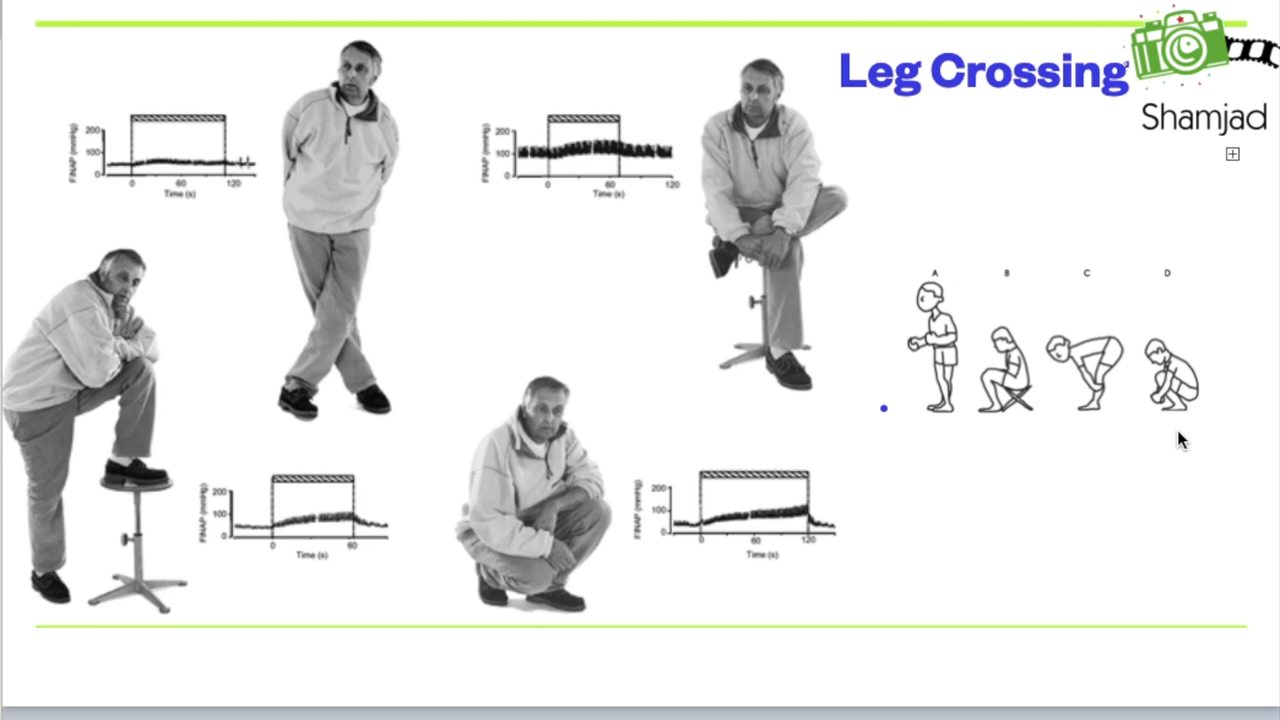 Leg Crossing
Shamjad
FINAP (mmHg)
200
100
0
0 60 120
Time (s)
FINAP (mmHg)
200
100
0
0 60 120
Time (s)
A B C D
FINAP (mmHg)
200
100
0
0 60
Time (s)
FINAP (mmHg)
200
100
0
0 60 120
Time (s)